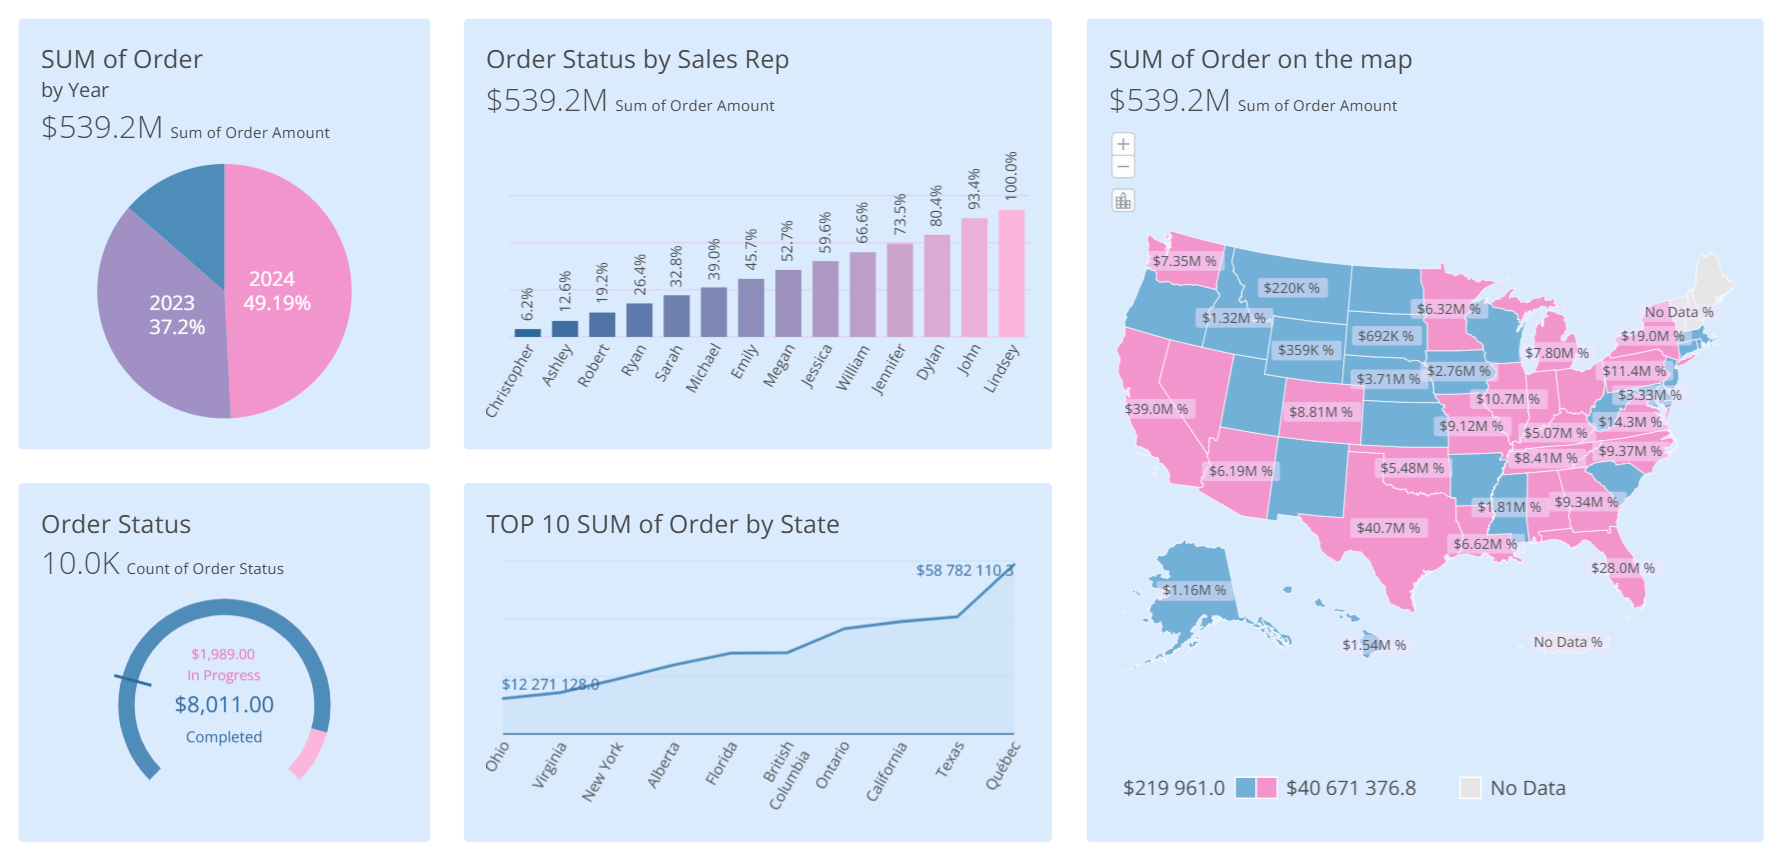 SUM of Order
by Year
$539.2M Sum of Order Amount
2024
49.19%
2023
37.2%
Order Status by Sales Rep
$539.2M Sum of Order Amount
6.2%
12.6%
19.2%
26.4%
32.8%
39.0%
45.7%
52.7%
59.6%
66.6%
73.5%
80.4%
93.4%
100.0%
Christopher
Ashley
Robert
Ryan
Sarah
Michael
Emily
Megan
Jessica
William
Jennifer
Dylan
John
Lindsey
SUM of Order on the map
$539.2M Sum of Order Amount
+
−
$7.35M %
$220K %
$6.32M %
No Data %
$1.32M %
$692K %
$19.0M %
$359K %
$7.80M %
$3.71M %
$2.76M %
$11.4M %
$39.0M %
$8.81M %
$10.7M %
$3.33M %
$9.12M %
$5.07M %
$14.3M %
$6.19M %
$5.48M %
$8.41M %
$9.37M %
$1.81M %
$9.34M %
$40.7M %
$6.62M %
$28.0M %
$1.16M %
$1.54M %
No Data %
$219 961.0
$40 671 376.8
No Data
Order Status
10.0K Count of Order Status
$1,989.00
In Progress
$8,011.00
Completed
TOP 10 SUM of Order by State
$58 782 110.3
$12 271 128.0
Ohio
Virginia
New York
Alberta
Florida
British
Columbia
Ontario
California
Texas
Québec